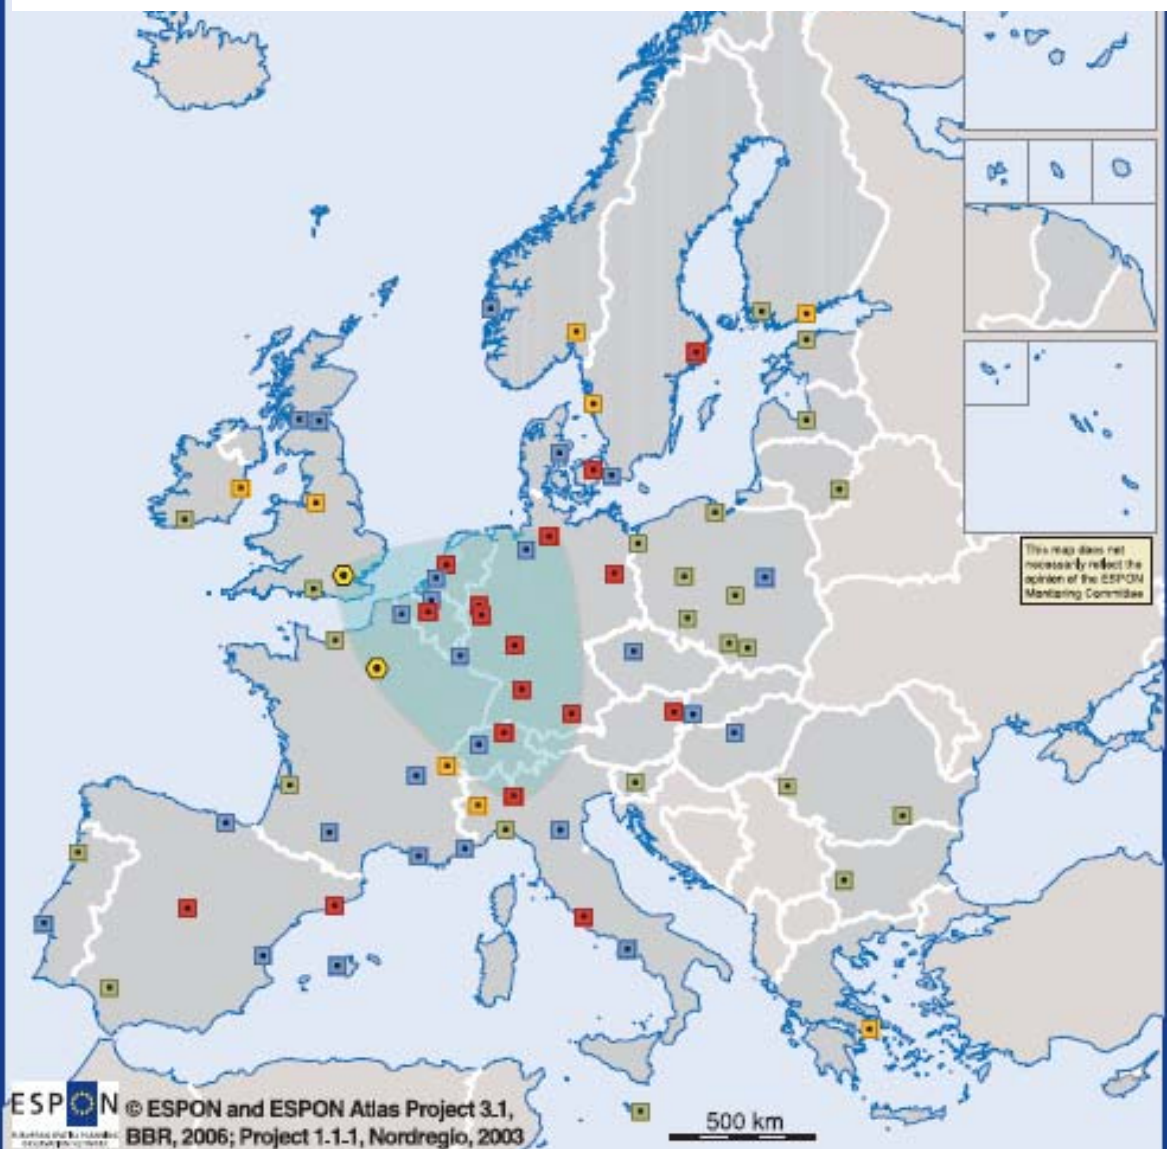 This map does not
necessarily reflect the
opinion of the ESPON
Monitoring Committee
ESPON
© ESPON and ESPON Atlas Project 3.1,
BBR, 2006; Project 1.1.1, Nordregio, 2003
500 km